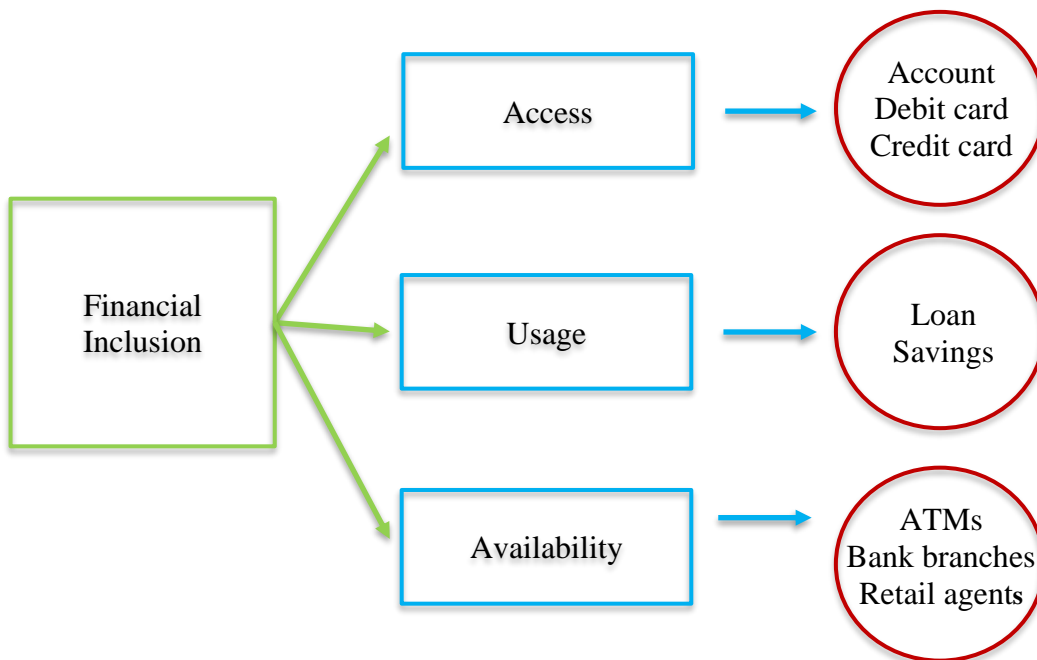 Financial
Inclusion
Access
Account
Debit card
Credit card
Usage
Loan
Savings
Availability
ATMs
Bank branches
Retail agents